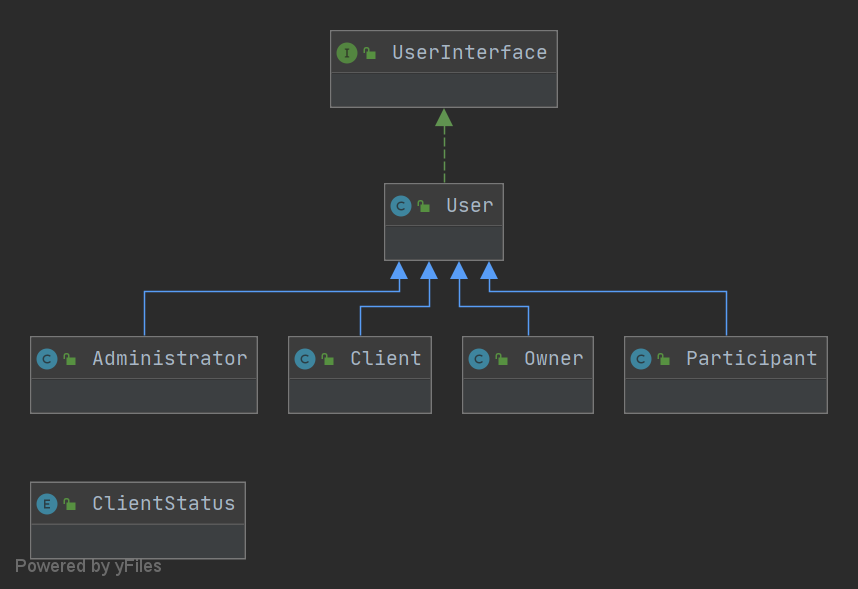 I UserInterface
C User
C Administrator
C Client
C Owner
C Participant
E ClientStatus
Powered by yFiles